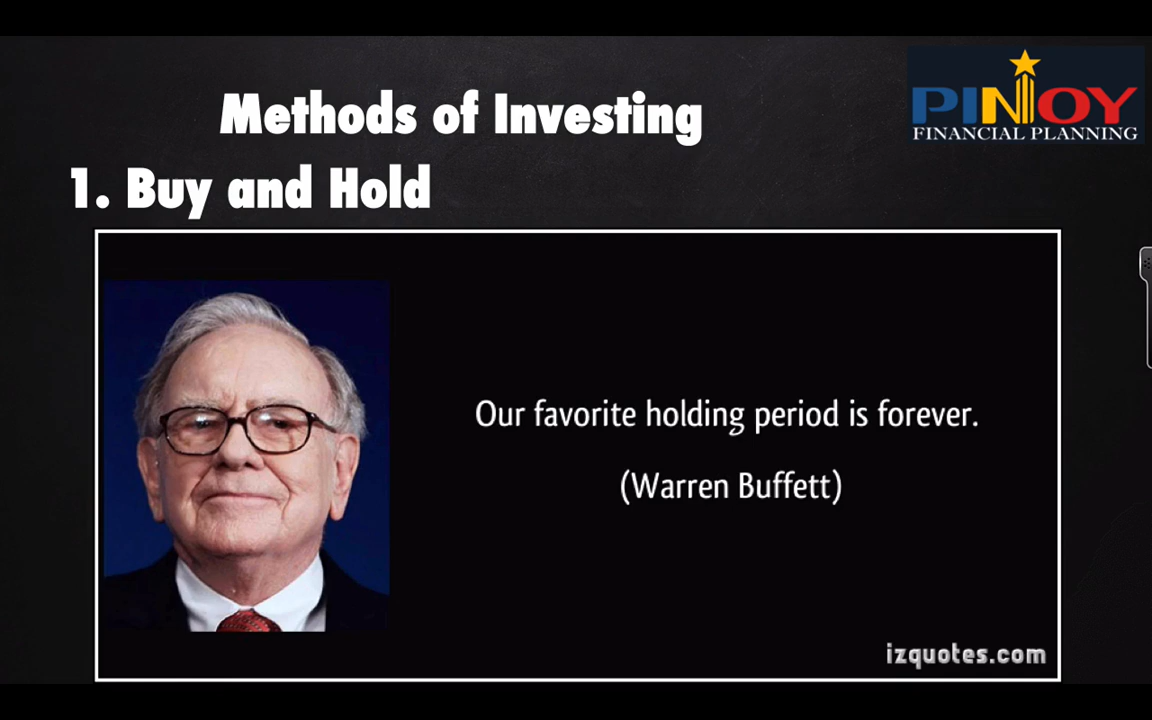 PINOY
FINANCIAL PLANNING
Methods of Investing
1. Buy and Hold
Our favorite holding period is forever.
(Warren Buffett)
izquotes.com